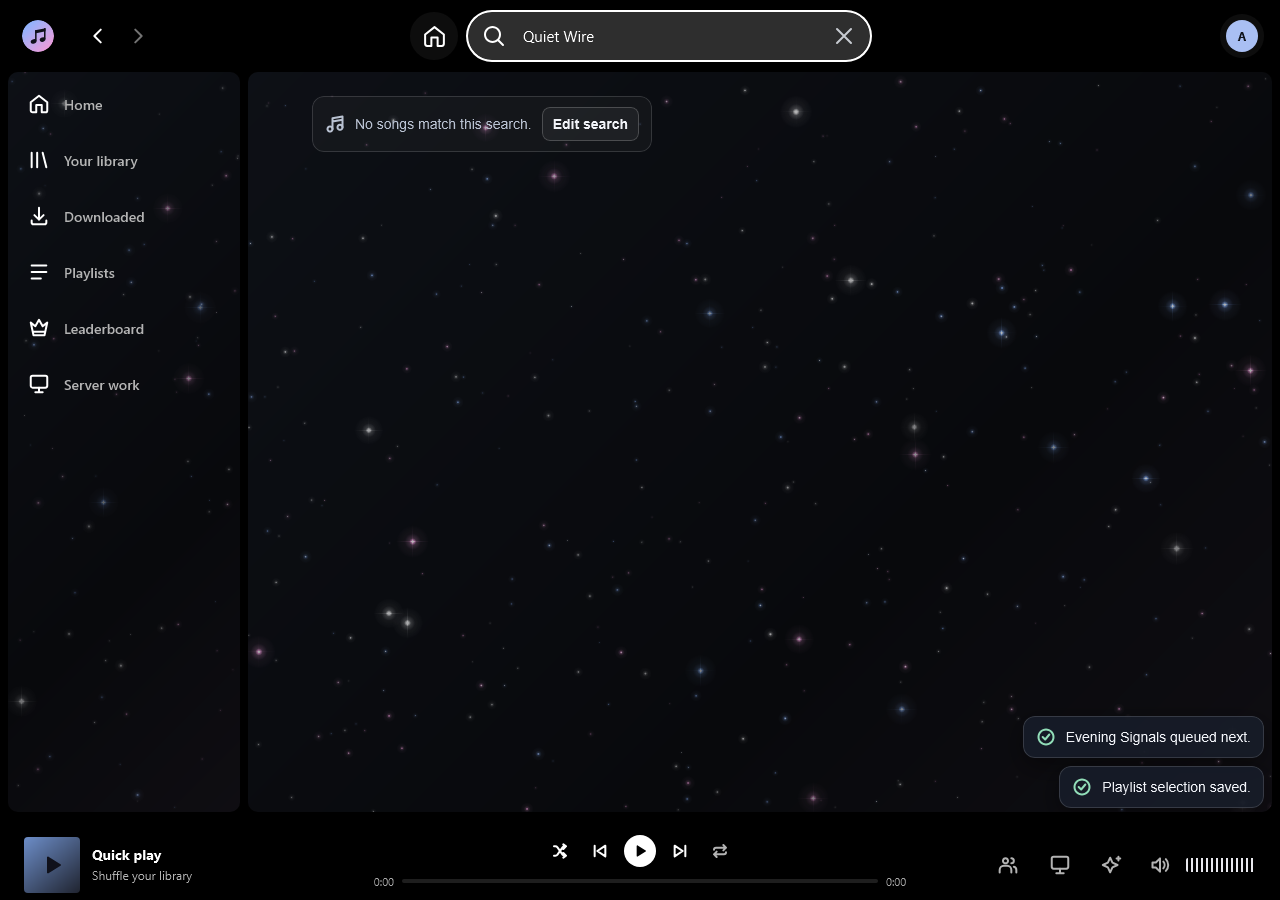 Quiet Wire
A
Home
Your library
Downloaded
Playlists
Leaderboard
Server work
No songs match this search.
Edit search
Evening Signals queued next.
Playlist selection saved.
Quick play
Shuffle your library
0:00
0:00